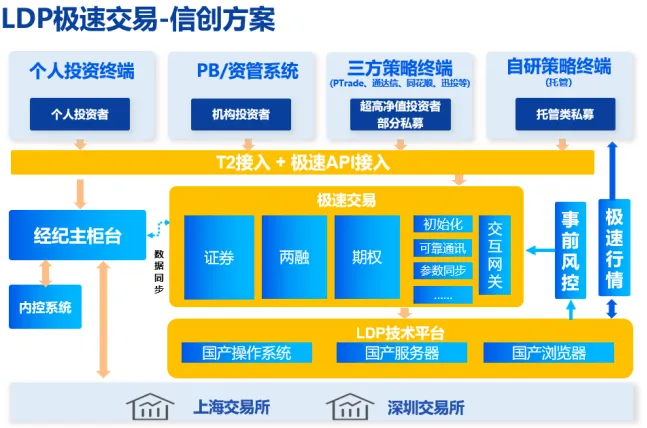 LDP极速交易-信创方案
个人投资终端
个人投资者
PB/资管系统
机构投资者
三方策略终端
(PTrade、通达信、同花顺、迅投等)
超高净值投资者
部分私募
自研策略终端
(托管)
托管类私募
T2接入 + 极速API接入
经纪主柜台
内控系统
数据同步
极速交易
证券
两融
期权
初始化
可靠通讯
参数同步
......
交互网关
事前风控
极速行情
LDP技术平台
国产操作系统
国产服务器
国产浏览器
上海交易所
深圳交易所